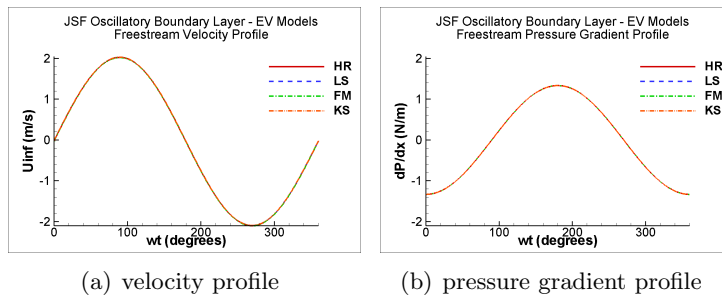 JSF Oscillatory Boundary Layer - EV Models
Freestream Velocity Profile
HR
LS
FM
KS
Uinf (m/s)
2
1
0
-1
-2
0
100
200
300
wt (degrees)
(a) velocity profile
JSF Oscillatory Boundary Layer - EV Models
Freestream Pressure Gradient Profile
HR
LS
FM
KS
dP/dx (N/m)
2
1
0
-1
-2
0
100
200
300
wt (degrees)
(b) pressure gradient profile